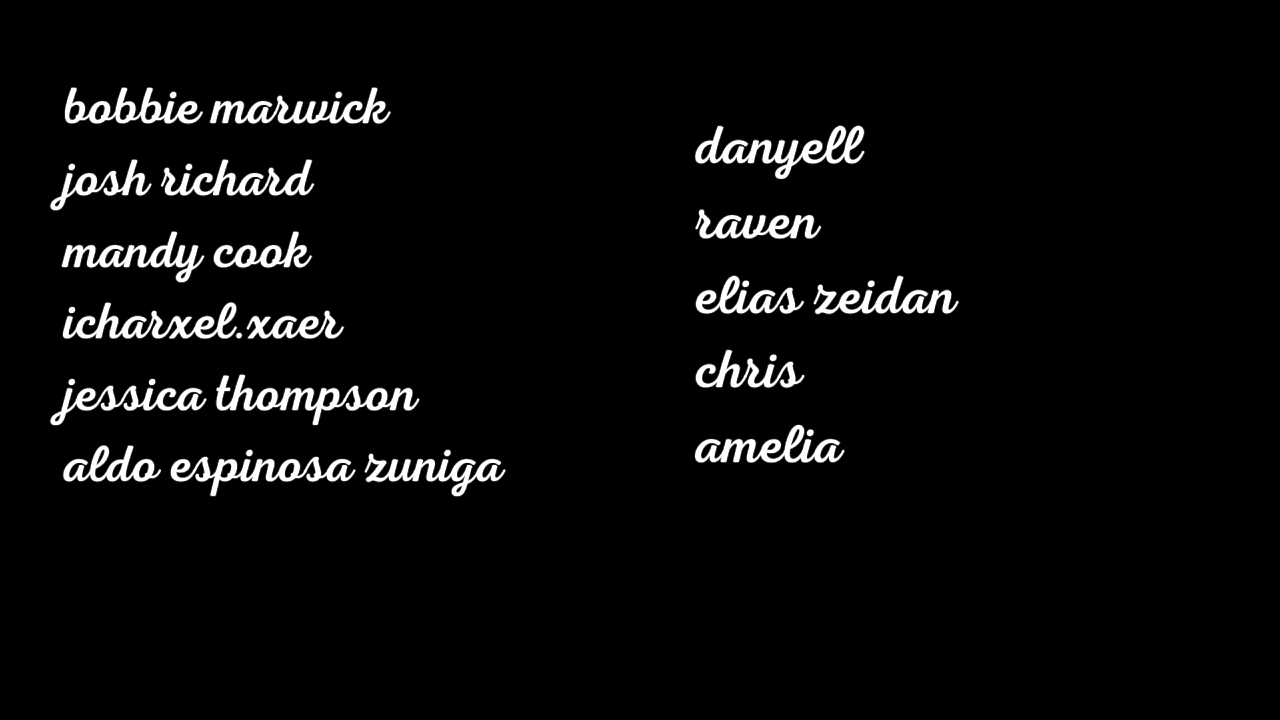 bobbie marwick
josh richard
mandy cook
icharxel.xaer
jessica thompson
aldo espinosa zuniga
danyell
raven
elias zeidan
chris
amelia